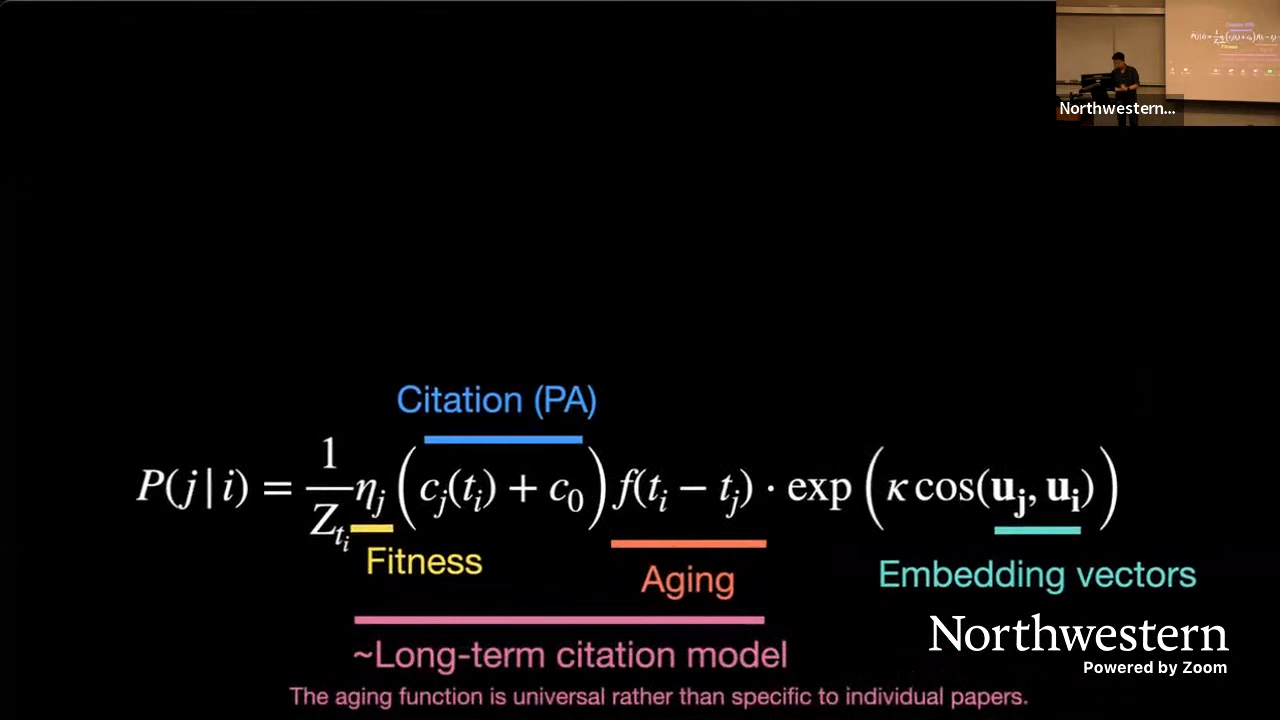 Northwestern...
Citation (PA)
P(j|i) = \frac{1}{Z_{t_i}} η_j (c_j(t_i) + c_0) f(t_i − t_j) · exp (κ cos(u_j, u_i))
Fitness
Aging
Embedding vectors
~Long-term citation model
The aging function is universal rather than specific to individual papers.
Northwestern
Powered by Zoom